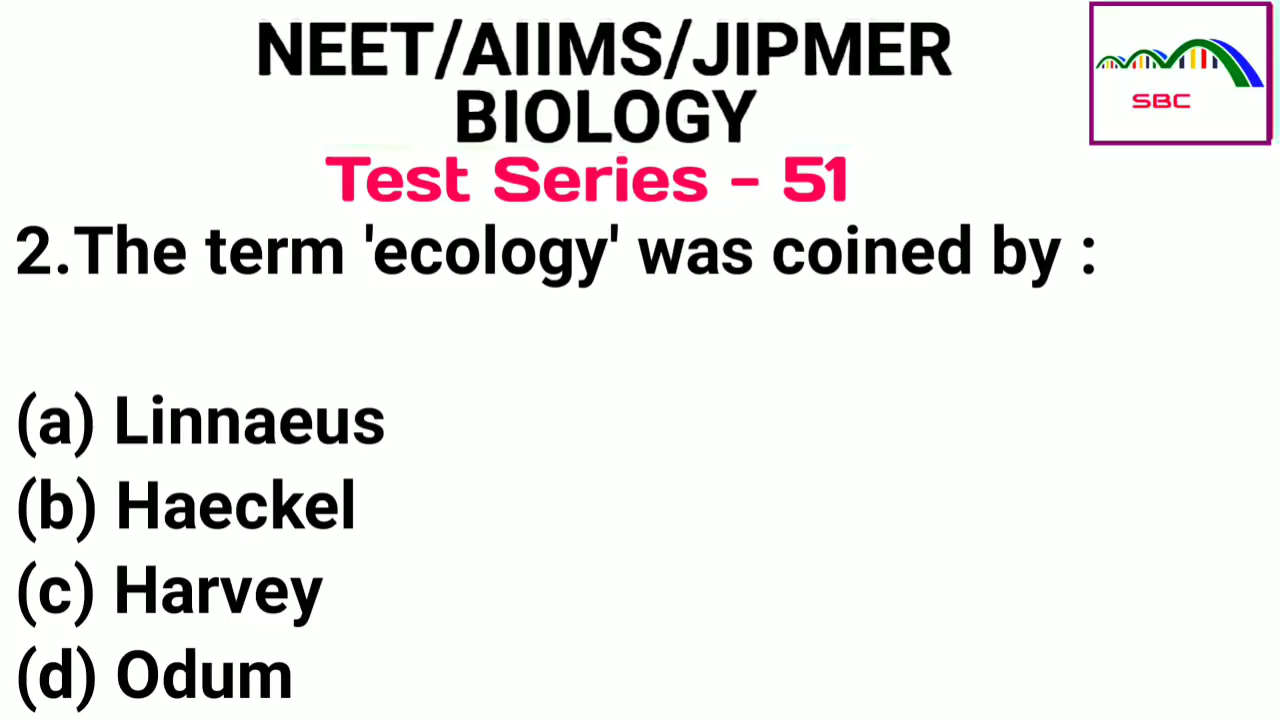 NEET/AIIMS/JIPMER
BIOLOGY
SBC
Test Series - 51
2.The term 'ecology' was coined by :
(a) Linnaeus
(b) Haeckel
(c) Harvey
(d) Odum